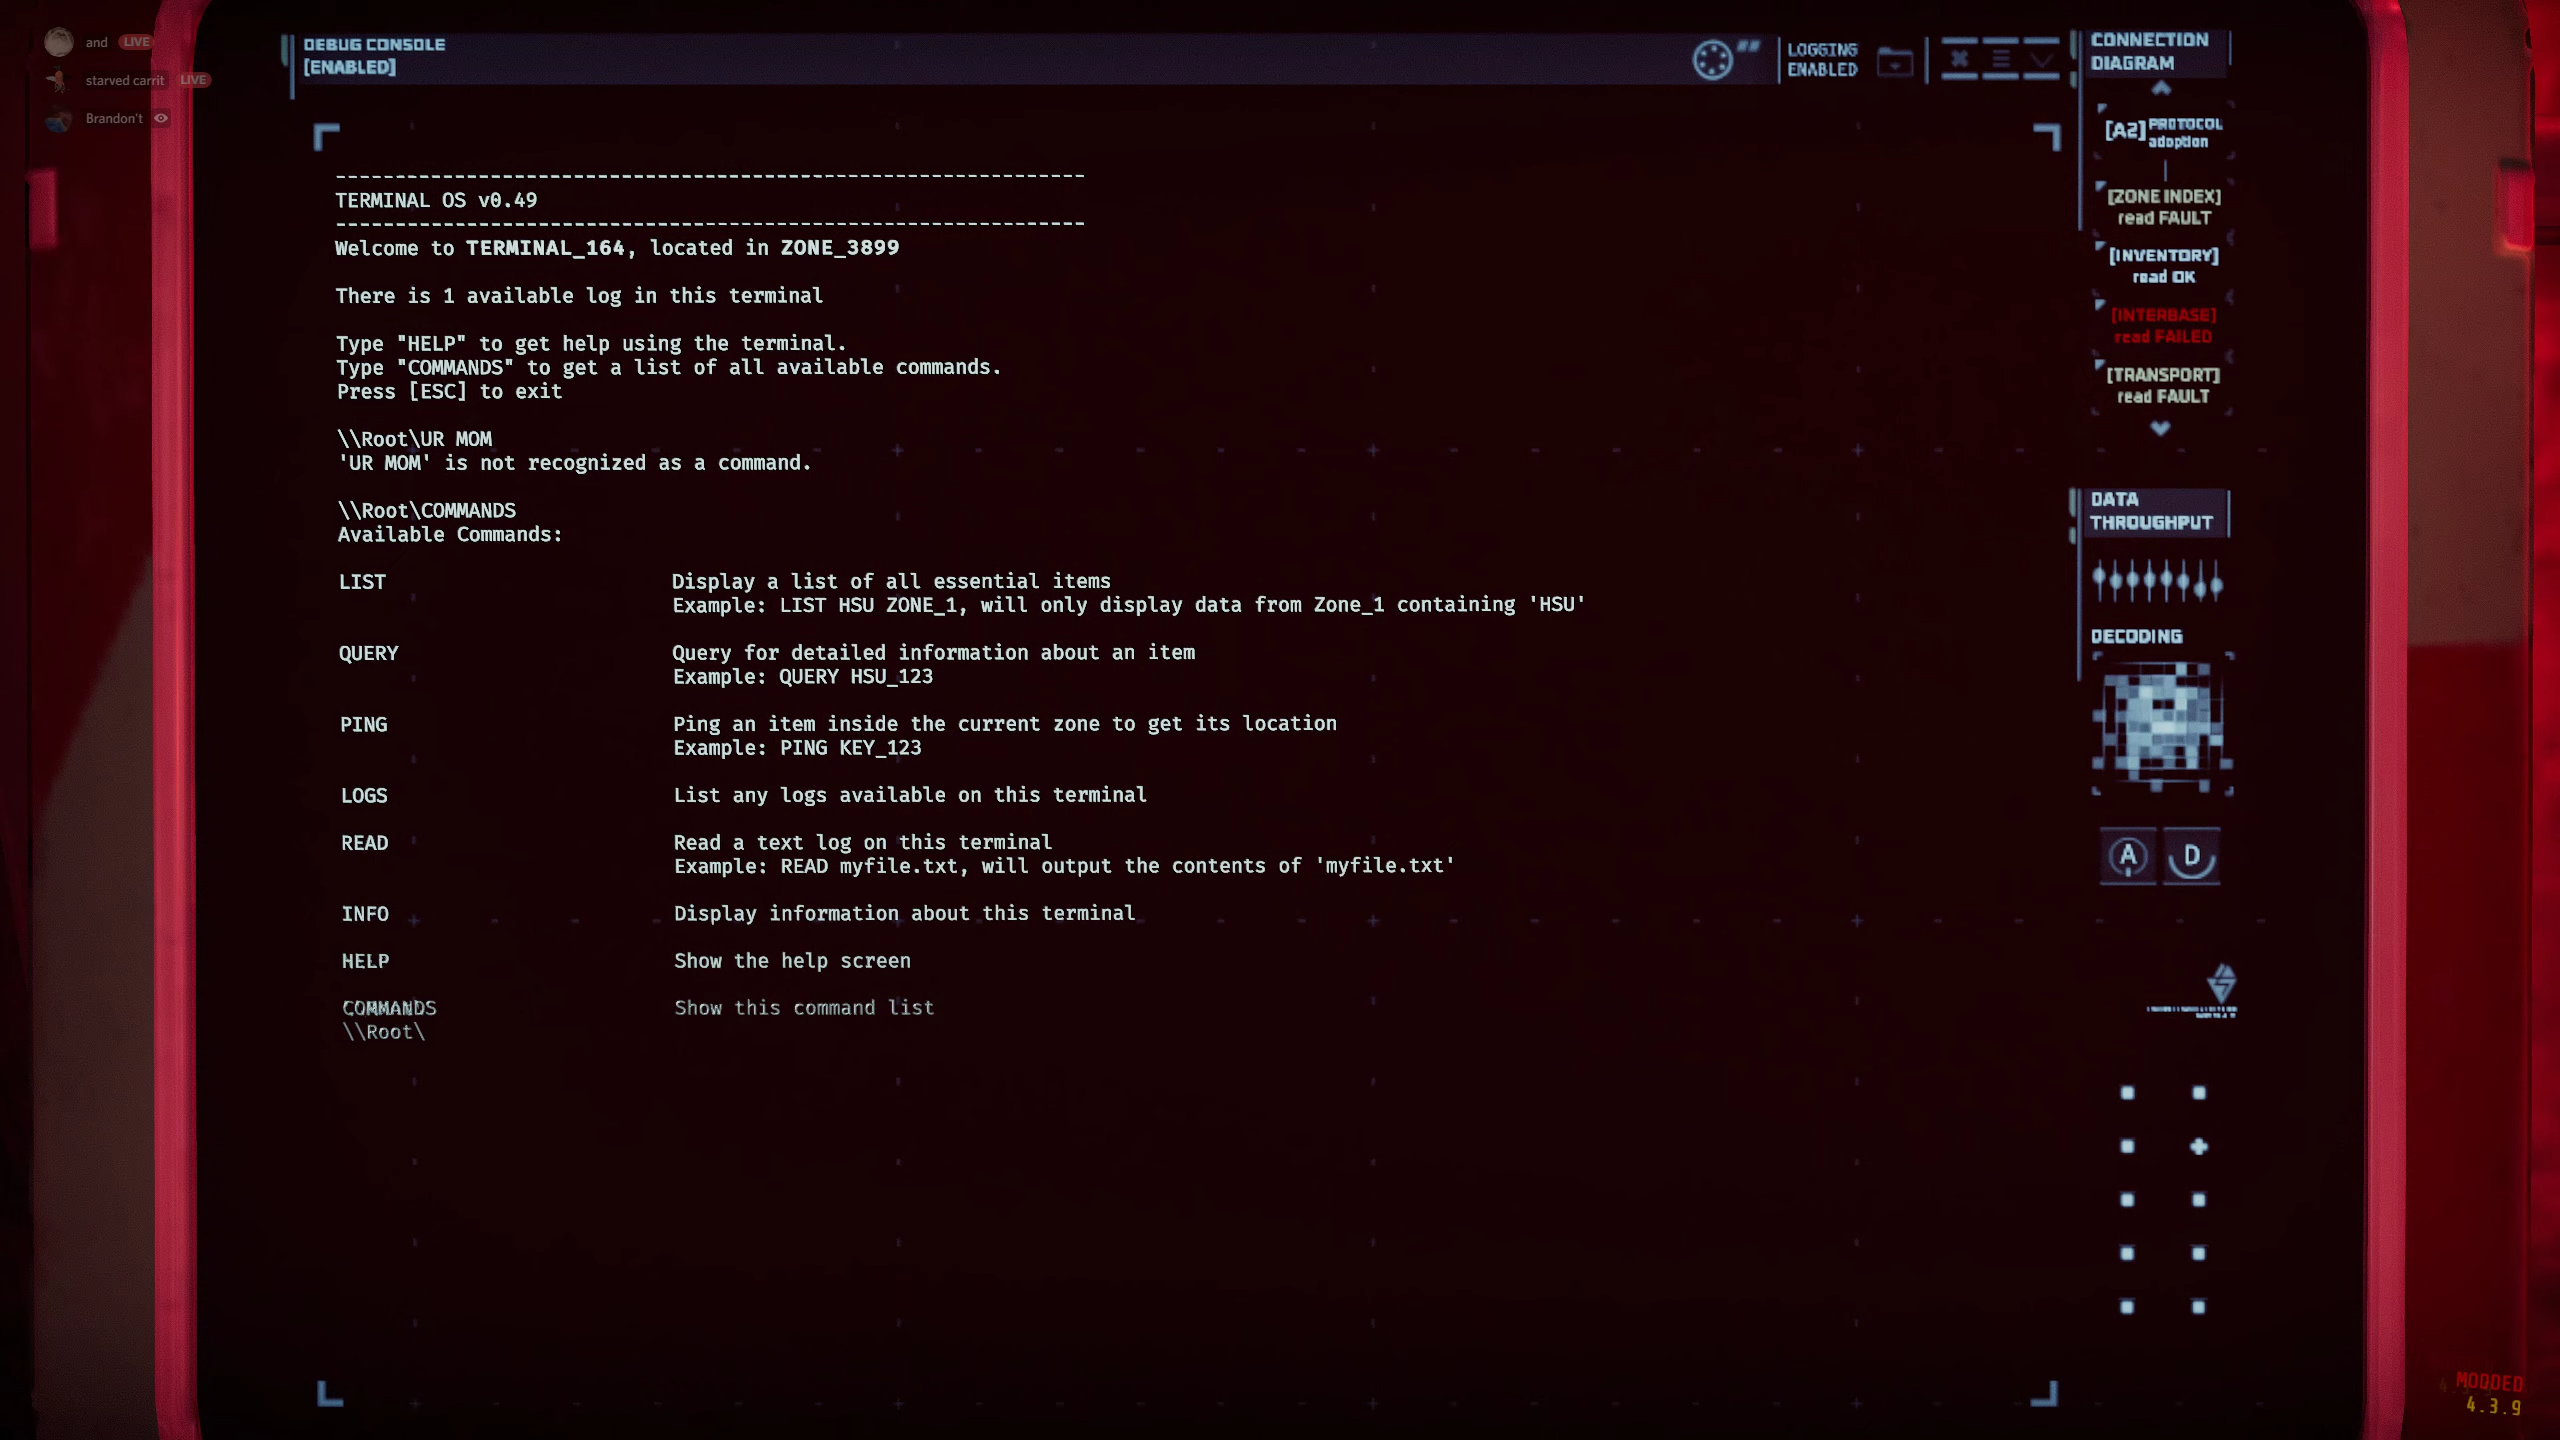 and LIVE
starved carrit LIVE
Brandon't
DEBUG CONSOLE
[ENABLED]
LOGGING
ENABLED
------------------------------------------------------------------
TERMINAL OS v0.49
------------------------------------------------------------------
Welcome to TERMINAL_164, located in ZONE_3899
There is 1 available log in this terminal
Type "HELP" to get help using the terminal.
Type "COMMANDS" to get a list of all available commands.
Press [ESC] to exit
\\Root\UR MOM
'UR MOM' is not recognized as a command.
\\Root\COMMANDS
Available Commands:
LIST Display a list of all essential items
Example: LIST HSU ZONE_1, will only display data from Zone_1 containing 'HSU'
QUERY Query for detailed information about an item
Example: QUERY HSU_123
PING Ping an item inside the current zone to get its location
Example: PING KEY_123
LOGS List any logs available on this terminal
READ Read a text log on this terminal
Example: READ myfile.txt, will output the contents of 'myfile.txt'
INFO Display information about this terminal
HELP Show the help screen
COMMANDS Show this command list
\\Root\
CONNECTION
DIAGRAM
[A2] PROTOCOL
adoption
[ZONE INDEX]
read FAULT
[INVENTORY]
read OK
[INTERBASE]
read FAILED
[TRANSPORT]
read FAULT
DATA
THROUGHPUT
DECODING
A D
MODDED
4.3.9